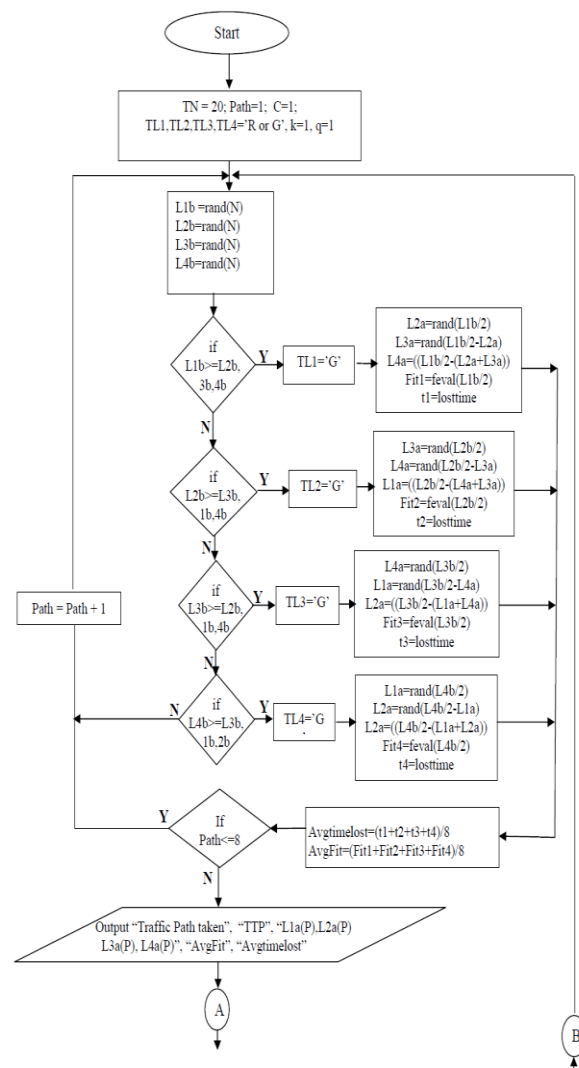 Start
TN = 20; Path=1; C=1;
TL1,TL2,TL3,TL4='R or G', k=1, q=1
L1b =rand(N)
L2b=rand(N)
L3b=rand(N)
L4b=rand(N)
if
L1b>=L2b,
3b,4b
Y
TL1='G'
L2a=rand(L1b/2)
L3a=rand(L1b/2-L2a)
L4a=((L1b/2-(L2a+L3a))
Fit1=feval(L1b/2)
t1=losttime
N
if
L2b>=L3b,
1b,4b
Y
TL2='G'
L3a=rand(L2b/2)
L4a=rand(L2b/2-L3a)
L1a=((L2b/2-(L4a+L3a))
Fit2=feval(L2b/2)
t2=losttime
N
if
L3b>=L2b,
1b,4b
Y
TL3='G'
L4a=rand(L3b/2)
L1a=rand(L3b/2-L4a)
L2a=((L3b/2-(L1a+L4a))
Fit3=feval(L3b/2)
t3=losttime
Path = Path + 1
N
N
if
L4b>=L3b,
1b,2b
Y
TL4='G
.
L1a=rand(L4b/2)
L2a=rand(L4b/2-L1a)
L2a=((L4b/2-(L1a+L2a))
Fit4=feval(L4b/2)
t4=losttime
Y
If
Path<=8
Avgtimelost=(t1+t2+t3+t4)/8
AvgFit=(Fit1+Fit2+Fit3+Fit4)/8
N
Output “Traffic Path taken”, “TTP”, “L1a(P),L2a(P)
L3a(P), L4a(P)”, “AvgFit”, “Avgtimelost”
A
B